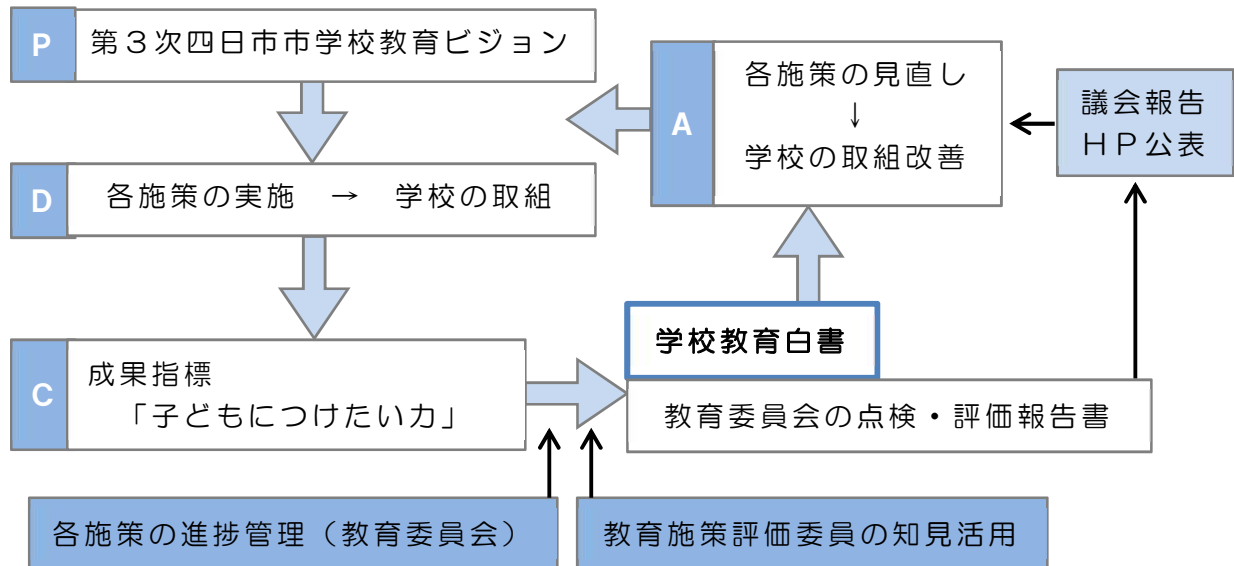 P
第３次四日市市学校教育ビジョン
D
各施策の実施 → 学校の取組
C
成果指標
「子どもにつけたい力」
各施策の進捗管理（教育委員会）
教育施策評価委員の知見活用
学校教育白書
教育委員会の点検・評価報告書
A
各施策の見直し
↓
学校の取組改善
議会報告
ＨＰ公表